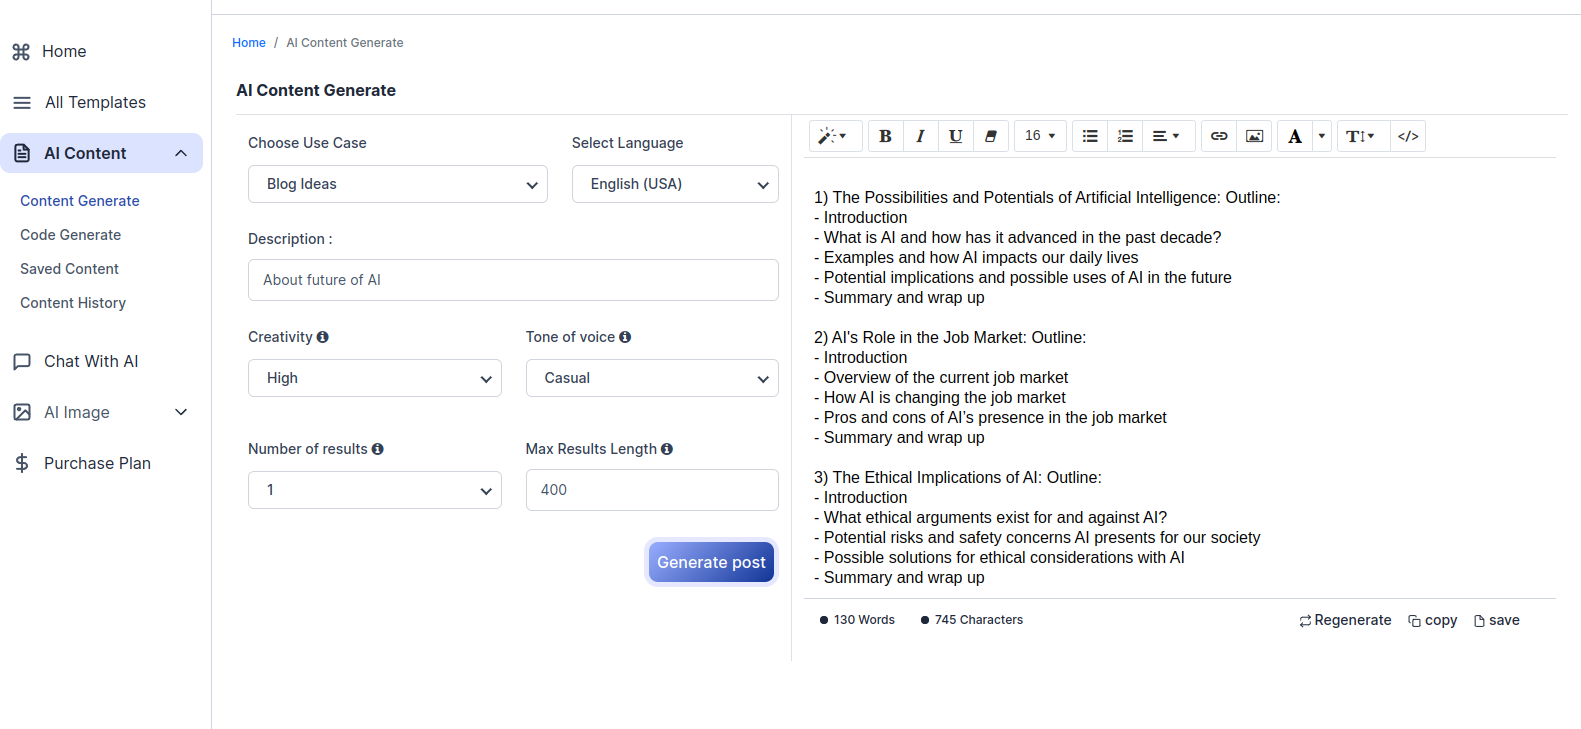 Home
All Templates
AI Content
Content Generate
Code Generate
Saved Content
Content History
Chat With AI
AI Image
Purchase Plan
Home / AI Content Generate
AI Content Generate
Choose Use Case
Select Language
Blog Ideas
English (USA)
Description :
About future of AI
Creativity
Tone of voice
High
Casual
Number of results
Max Results Length
1
400
Generate post
B I U 16 A T </>
1) The Possibilities and Potentials of Artificial Intelligence: Outline:
- Introduction
- What is AI and how has it advanced in the past decade?
- Examples and how AI impacts our daily lives
- Potential implications and possible uses of AI in the future
- Summary and wrap up
2) AI's Role in the Job Market: Outline:
- Introduction
- Overview of the current job market
- How AI is changing the job market
- Pros and cons of AI’s presence in the job market
- Summary and wrap up
3) The Ethical Implications of AI: Outline:
- Introduction
- What ethical arguments exist for and against AI?
- Potential risks and safety concerns AI presents for our society
- Possible solutions for ethical considerations with AI
- Summary and wrap up
130 Words
745 Characters
Regenerate
copy
save